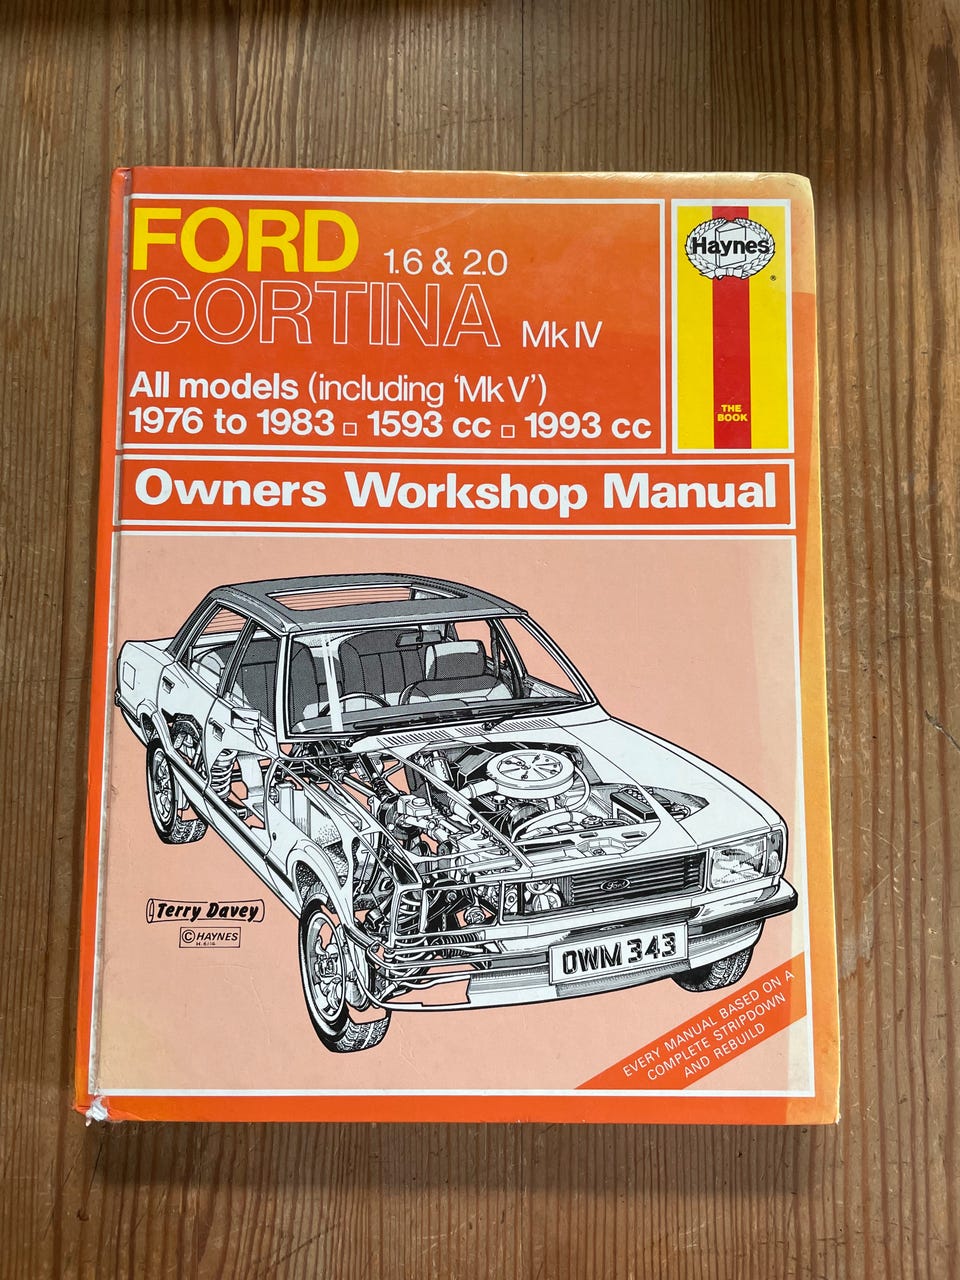 FORD
1.6 & 2.0
CORTINA
Mk IV
All models (including ‘Mk V’)
1976 to 1983 □ 1593 cc □ 1993 cc
Haynes
®
THE
BOOK
Owners Workshop Manual
Ford
Terry Davey
© HAYNES
OWM 343
EVERY MANUAL BASED ON A
COMPLETE STRIPDOWN
AND REBUILD